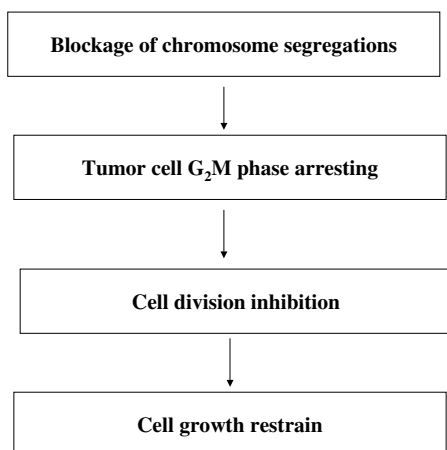 Blockage of chromosome segregations
Tumor cell G₂M phase arresting
Cell division inhibition
Cell growth restrain